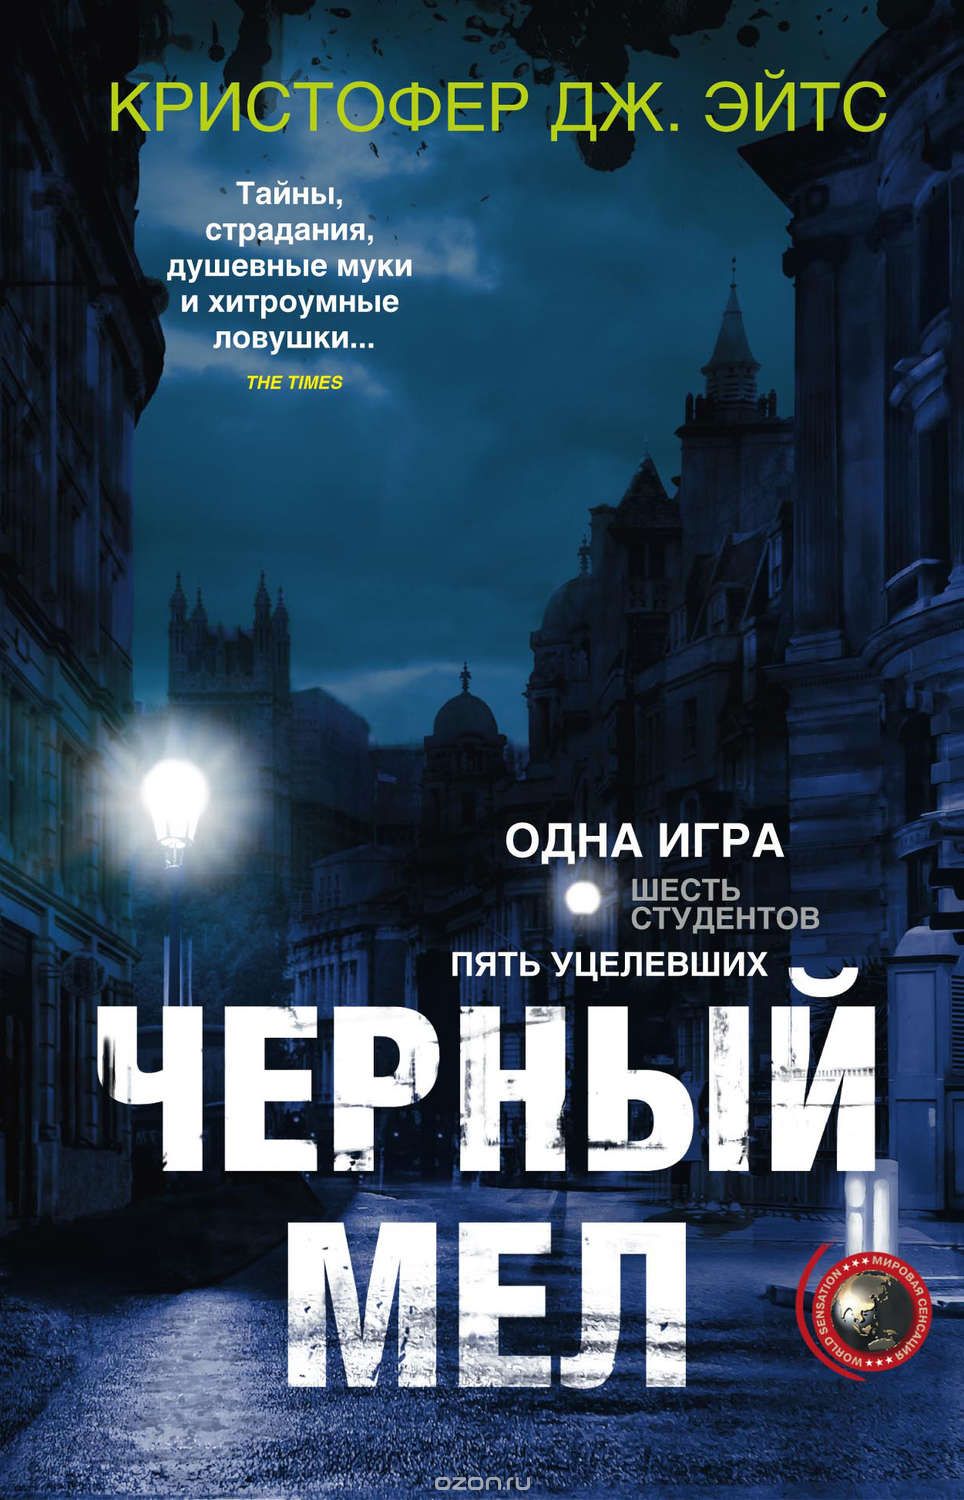 КРИСТОФЕР ДЖ. ЭЙТС
Тайны,
страдания,
душевные муки
и хитроумные
ловушки...
THE TIMES
ОДНА ИГРА
ШЕСТЬ
СТУДЕНТОВ
ПЯТЬ УЦЕЛЕВШИХ
ЧЕРНЫЙ
МЕЛ
WORLD SENSATION ★★★ МИРОВАЯ СЕНСАЦИЯ ★★★
ozon.ru